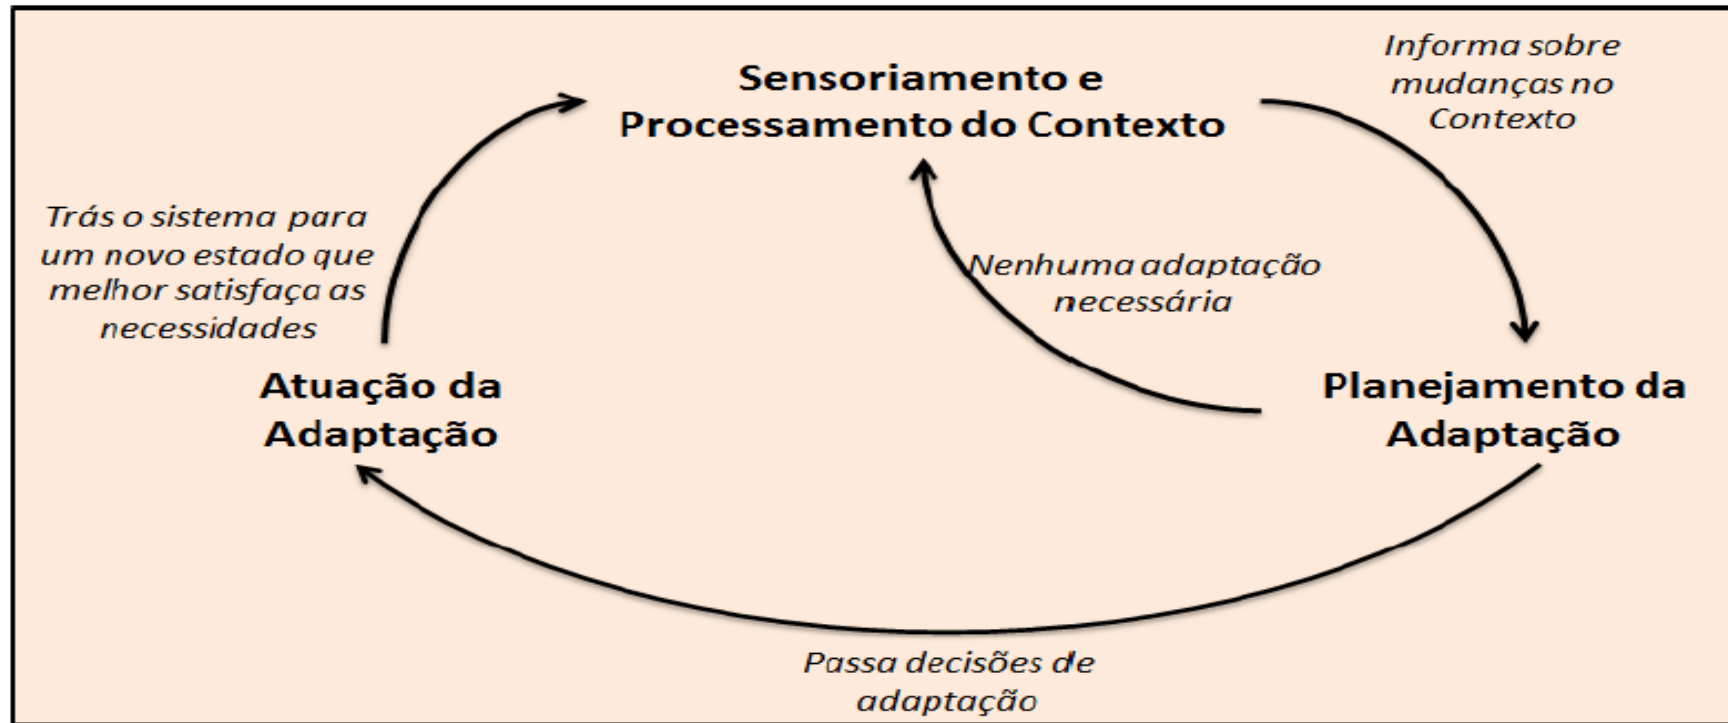 Informa sobre
mudanças no
Contexto
Sensoriamento e
Processamento do Contexto
Trás o sistema para
um novo estado que
melhor satisfaça as
necessidades
Nenhuma adaptação
necessária
Atuação da
Adaptação
Planejamento da
Adaptação
Passa decisões de
adaptação